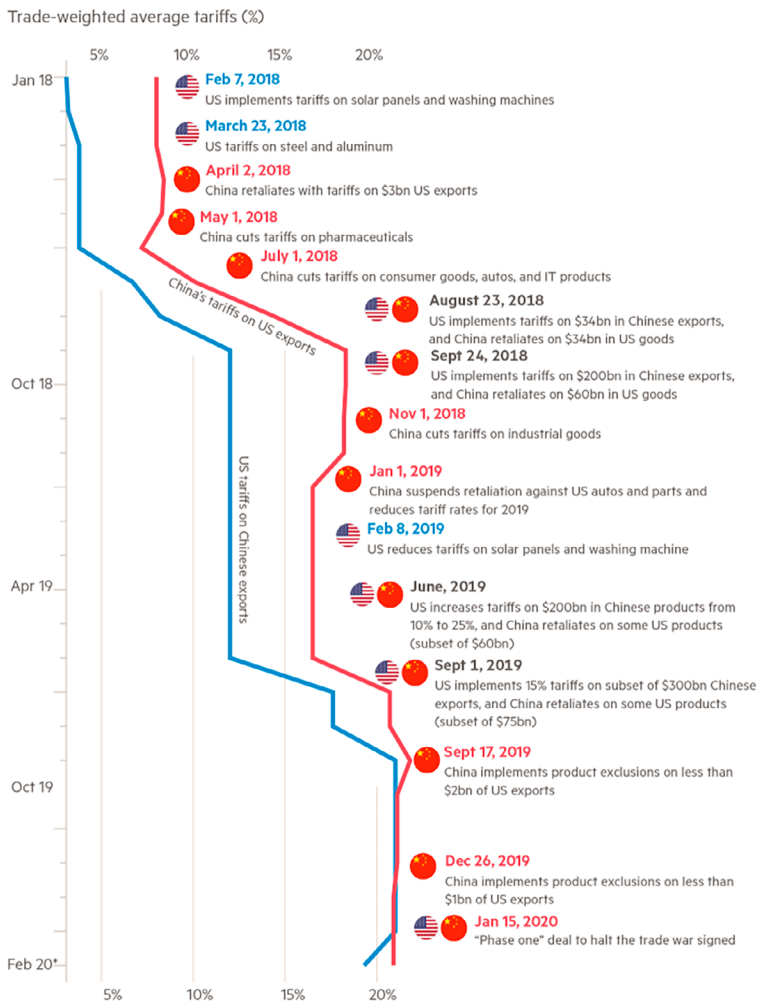 Trade-weighted average tariffs (%)
5% 10% 15% 20%
Jan 18
Feb 7, 2018
US implements tariffs on solar panels and washing machines
March 23, 2018
US tariffs on steel and aluminum
April 2, 2018
China retaliates with tariffs on $3bn US exports
May 1, 2018
China cuts tariffs on pharmaceuticals
July 1, 2018
China cuts tariffs on consumer goods, autos, and IT products
China's tariffs on US exports
August 23, 2018
US implements tariffs on $34bn in Chinese exports,
and China retaliates on $34bn in US goods
Sept 24, 2018
US implements tariffs on $200bn in Chinese exports,
and China retaliates on $60bn in US goods
Oct 18
Nov 1, 2018
China cuts tariffs on industrial goods
US tariffs on Chinese exports
Jan 1, 2019
China suspends retaliation against US autos and parts and
reduces tariff rates for 2019
Feb 8, 2019
US reduces tariffs on solar panels and washing machine
Apr 19
June, 2019
US increases tariffs on $200bn in Chinese products from
10% to 25%, and China retaliates on some US products
(subset of $60bn)
Sept 1, 2019
US implements 15% tariffs on subset of $300bn Chinese
exports, and China retaliates on some US products
(subset of $75bn)
Sept 17, 2019
China implements product exclusions on less than
$2bn of US exports
Oct 19
Dec 26, 2019
China implements product exclusions on less than
$1bn of US exports
Jan 15, 2020
"Phase one" deal to halt the trade war signed
Feb 20*
5% 10% 15% 20%